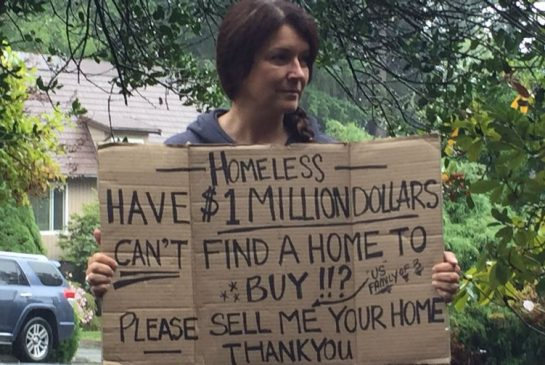 HOMELESS
HAVE $1 MILLION DOLLARS
CAN'T FIND A HOME TO
** BUY !!?
"US"
FAMILY OF 3
PLEASE SELL ME YOUR HOME
THANKYOU